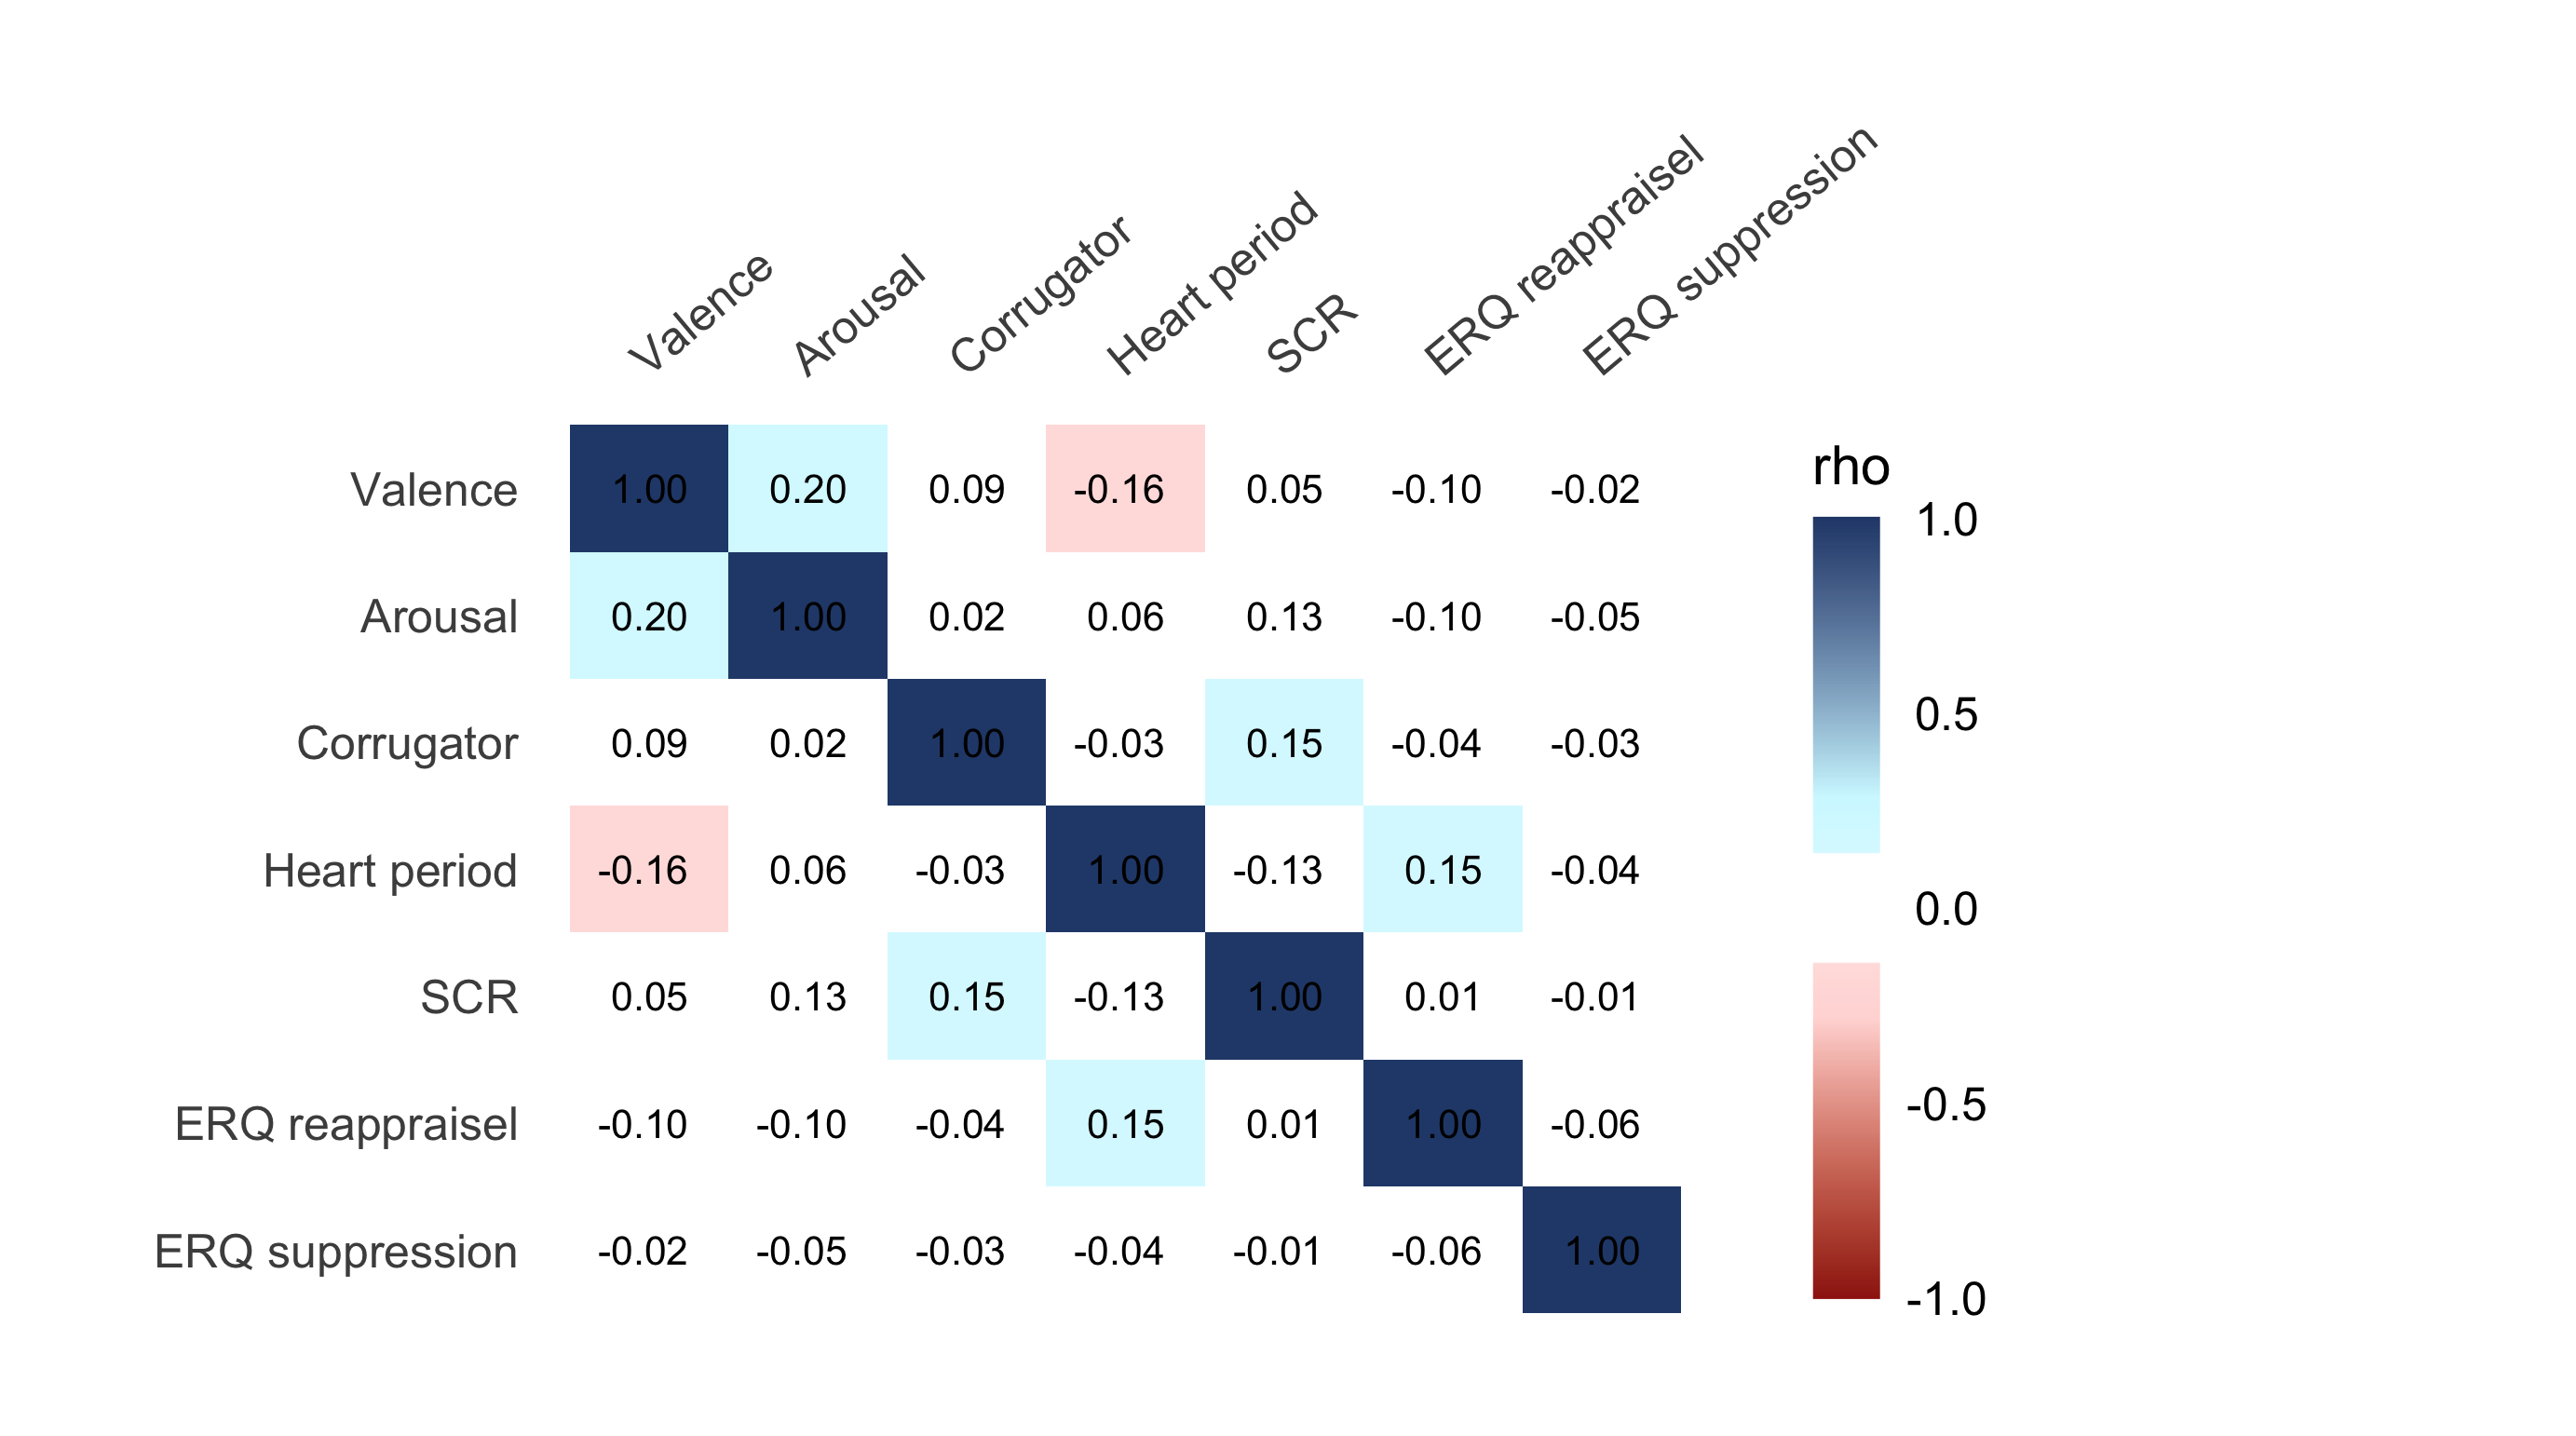 Valence Arousal Corrugator Heart period SCR ERQ reappraisel ERQ suppression
Valence 1.00 0.20 0.09 -0.16 0.05 -0.10 -0.02
Arousal 0.20 1.00 0.02 0.06 0.13 -0.10 -0.05
Corrugator 0.09 0.02 1.00 -0.03 0.15 -0.04 -0.03
Heart period -0.16 0.06 -0.03 1.00 -0.13 0.15 -0.04
SCR 0.05 0.13 0.15 -0.13 1.00 0.01 -0.01
ERQ reappraisel -0.10 -0.10 -0.04 0.15 0.01 1.00 -0.06
ERQ suppression -0.02 -0.05 -0.03 -0.04 -0.01 -0.06 1.00
rho
1.0
0.5
0.0
-0.5
-1.0